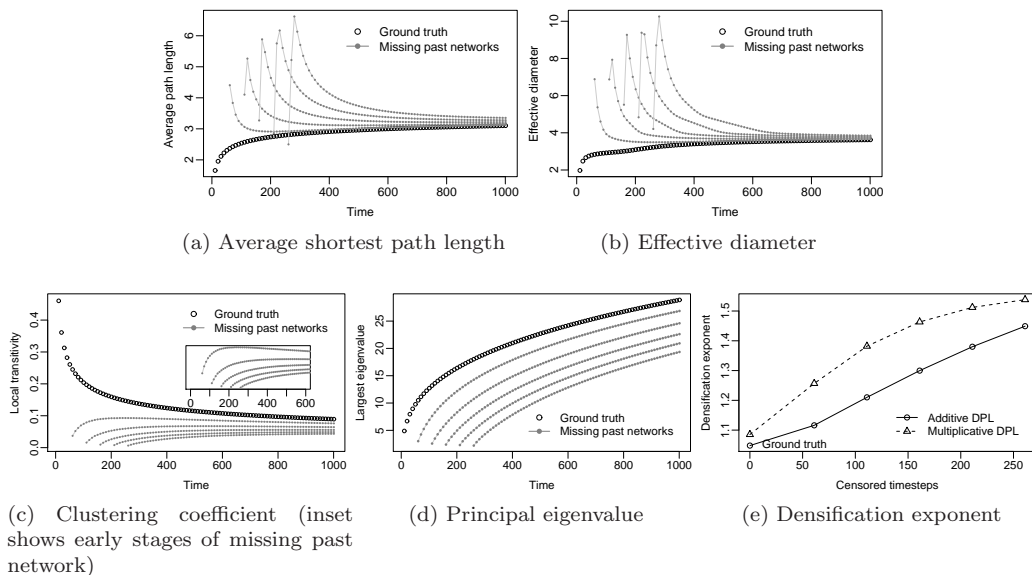 Average path length
6
5
4
3
2
Ground truth
Missing past networks
0 200 400 600 800 1000
Time
(a) Average shortest path length
Effective diameter
10
8
6
4
2
Ground truth
Missing past networks
0 200 400 600 800 1000
Time
(b) Effective diameter
Local transitivity
0.4
0.3
0.2
0.1
0.0
Ground truth
Missing past networks
0 200 400 600
0 200 400 600 800 1000
Time
(c) Clustering coefficient (inset
shows early stages of missing past
network)
Largest eigenvalue
25
20
15
10
5
Ground truth
Missing past networks
0 200 400 600 800 1000
Time
(d) Principal eigenvalue
Densification exponent
1.5
1.4
1.3
1.2
1.1
Additive DPL
Multiplicative DPL
Ground truth
0 50 100 150 200 250
Censored timesteps
(e) Densification exponent